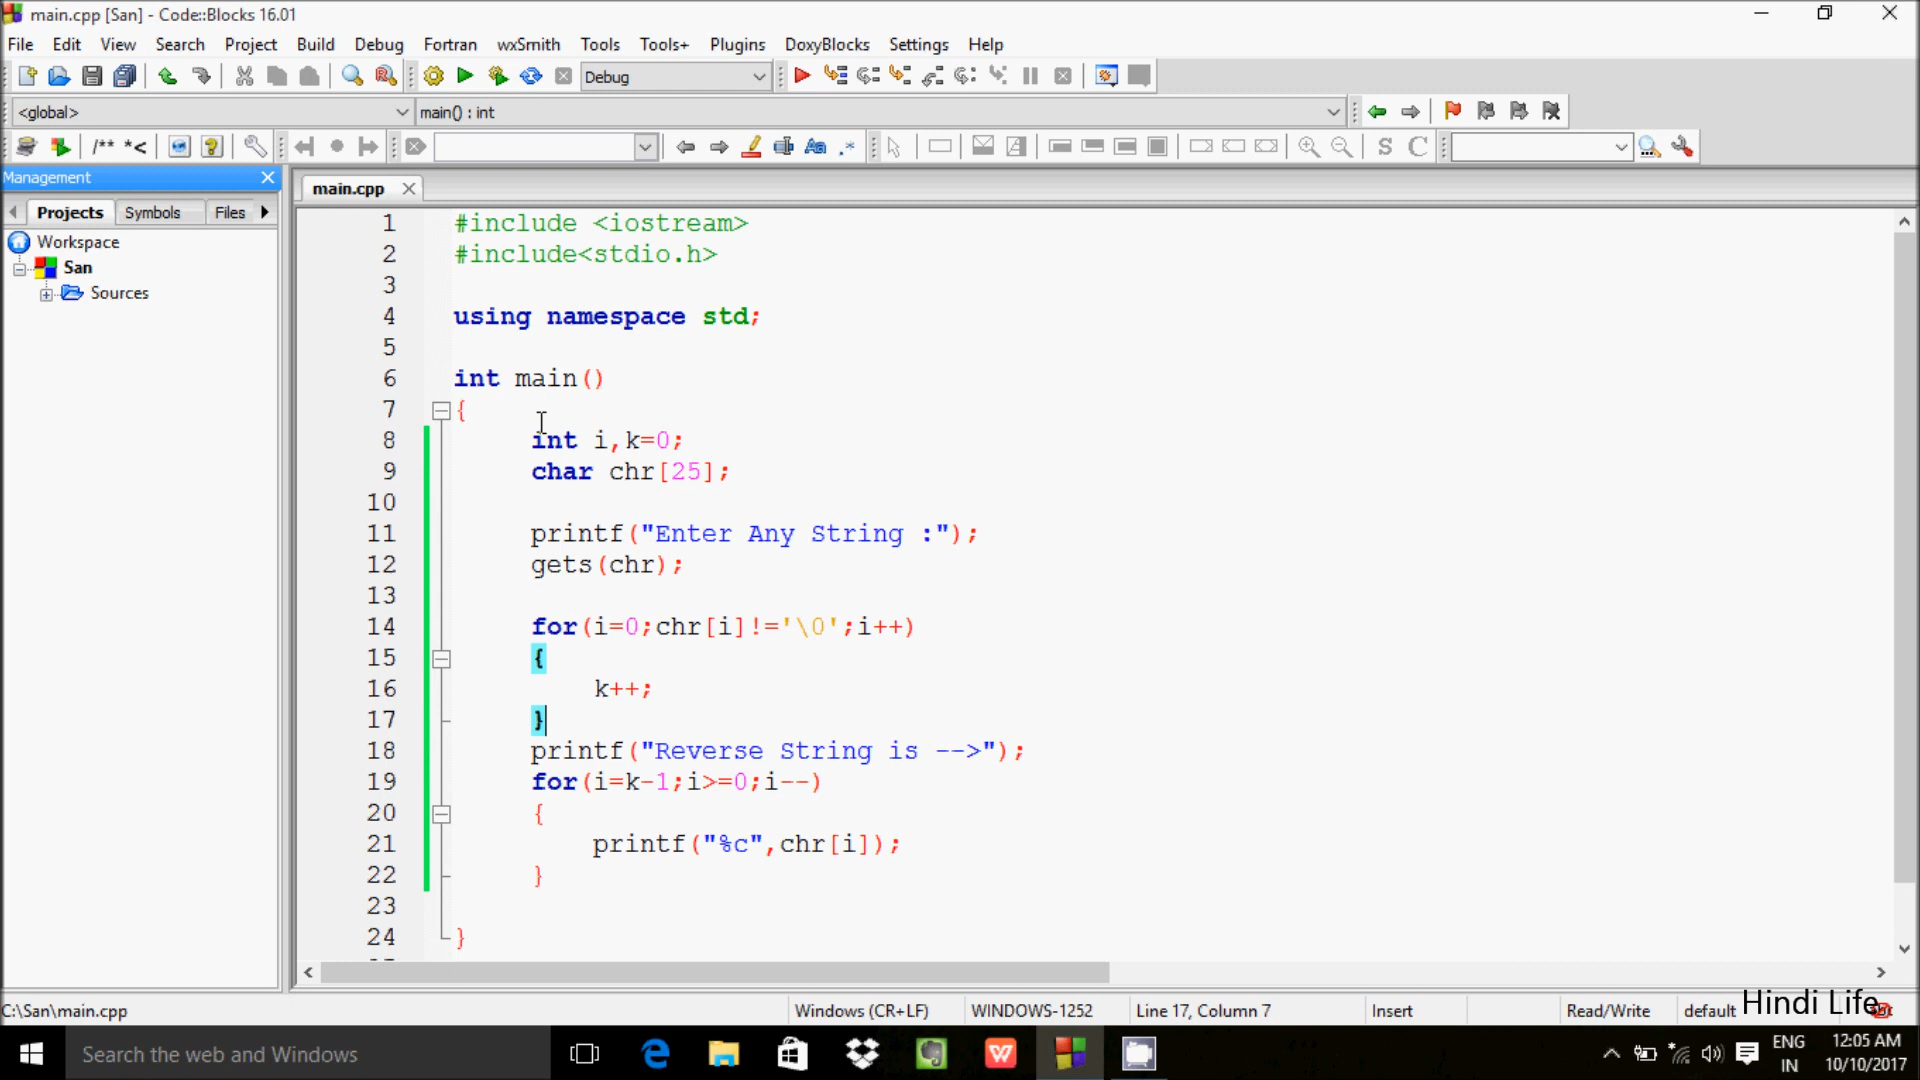 main.cpp [San] - Code::Blocks 16.01
File Edit View Search Project Build Debug Fortran wxSmith Tools Tools+ Plugins DoxyBlocks Settings Help
Debug
<global> main() : int
/** *<
Management
main.cpp
Projects Symbols Files
Workspace
San
Sources
1 #include <iostream>
2 #include<stdio.h>
3
4 using namespace std;
5
6 int main()
7 {
8 int i,k=0;
9 char chr[25];
10
11 printf("Enter Any String :");
12 gets(chr);
13
14 for(i=0;chr[i]!='\0';i++)
15 {
16 k++;
17 }
18 printf("Reverse String is -->");
19 for(i=k-1;i>=0;i--)
20 {
21 printf("%c",chr[i]);
22 }
23
24 }
C:\San\main.cpp Windows (CR+LF) WINDOWS-1252 Line 17, Column 7 Insert Read/Write default
Hindi Life
Search the web and Windows
ENG
IN
12:05 AM
10/10/2017